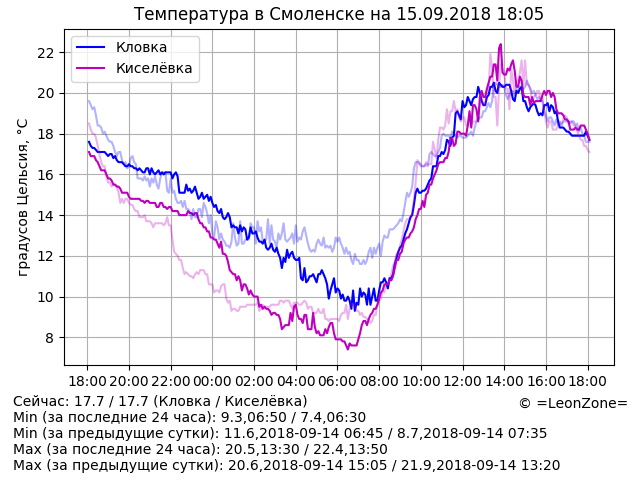 Температура в Смоленске на 15.09.2018 18:05
Кловка
Киселёвка
градусов Цельсия, °C
22
20
18
16
14
12
10
8
18:00 20:00 22:00 00:00 02:00 04:00 06:00 08:00 10:00 12:00 14:00 16:00 18:00
Сейчас: 17.7 / 17.7 (Кловка / Киселёвка)
© =LeonZone=
Min (за последние 24 часа): 9.3,06:50 / 7.4,06:30
Min (за предыдущие сутки): 11.6,2018-09-14 06:45 / 8.7,2018-09-14 07:35
Max (за последние 24 часа): 20.5,13:30 / 22.4,13:50
Max (за предыдущие сутки): 20.6,2018-09-14 15:05 / 21.9,2018-09-14 13:20